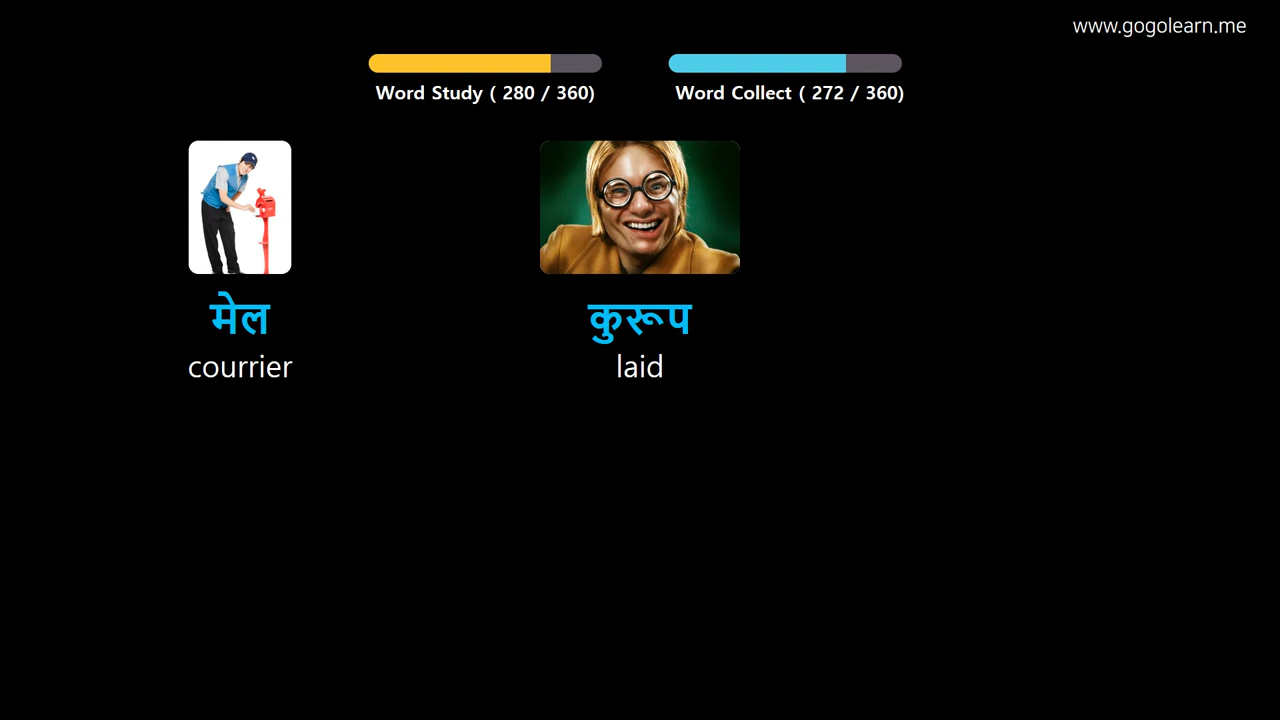 www.gogolearn.me
Word Study ( 280 / 360)
Word Collect ( 272 / 360)
मेल
courrier
कुरूप
laid